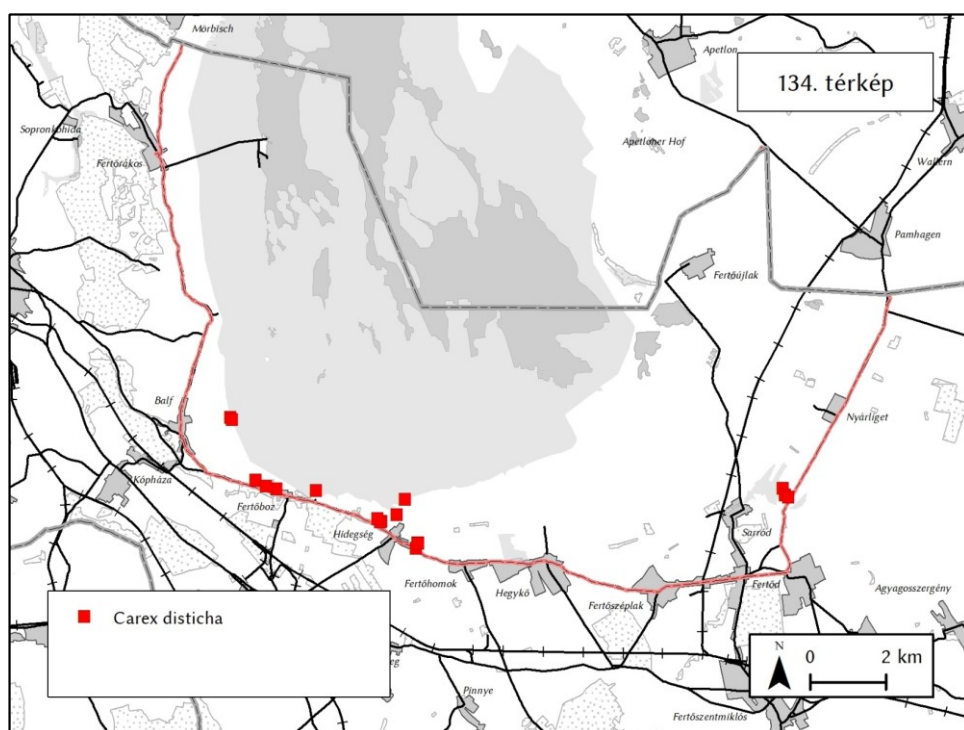 Mörbisch
Apetlon
134. térkép
Sopronkőhida
Fertőrákos
Apetloner Hof
Wallern
Pamhagen
Fertőújlak
Balf
Nyárliget
Kópháza
Fertőboz
Hidegség
Sarród
Fertőhomok
Hegykő
Fertőd
Fertőszéplak
Agyagosszergény
Carex disticha
N
0 2 km
Pinnye
Fertőszentmiklós